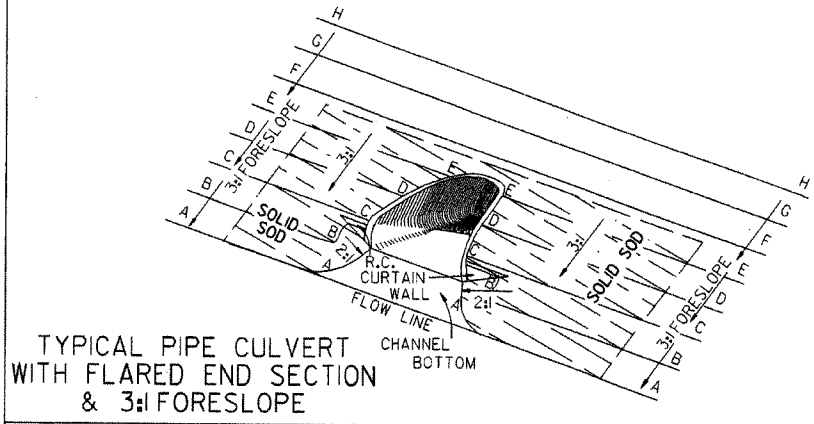 H
G
F
E
D
C
B
A
3:1 FORESLOPE
3:1
SOLID
SOD
E
E
D
D
C
C
B
B
A
A
2:1
2:1
R.C.
CURTAIN
WALL
FLOW LINE
CHANNEL
BOTTOM
3:1
SOLID SOD
H
G
F
E
D
C
B
A
3:1 FORESLOPE
TYPICAL PIPE CULVERT
WITH FLARED END SECTION
& 3:1 FORESLOPE